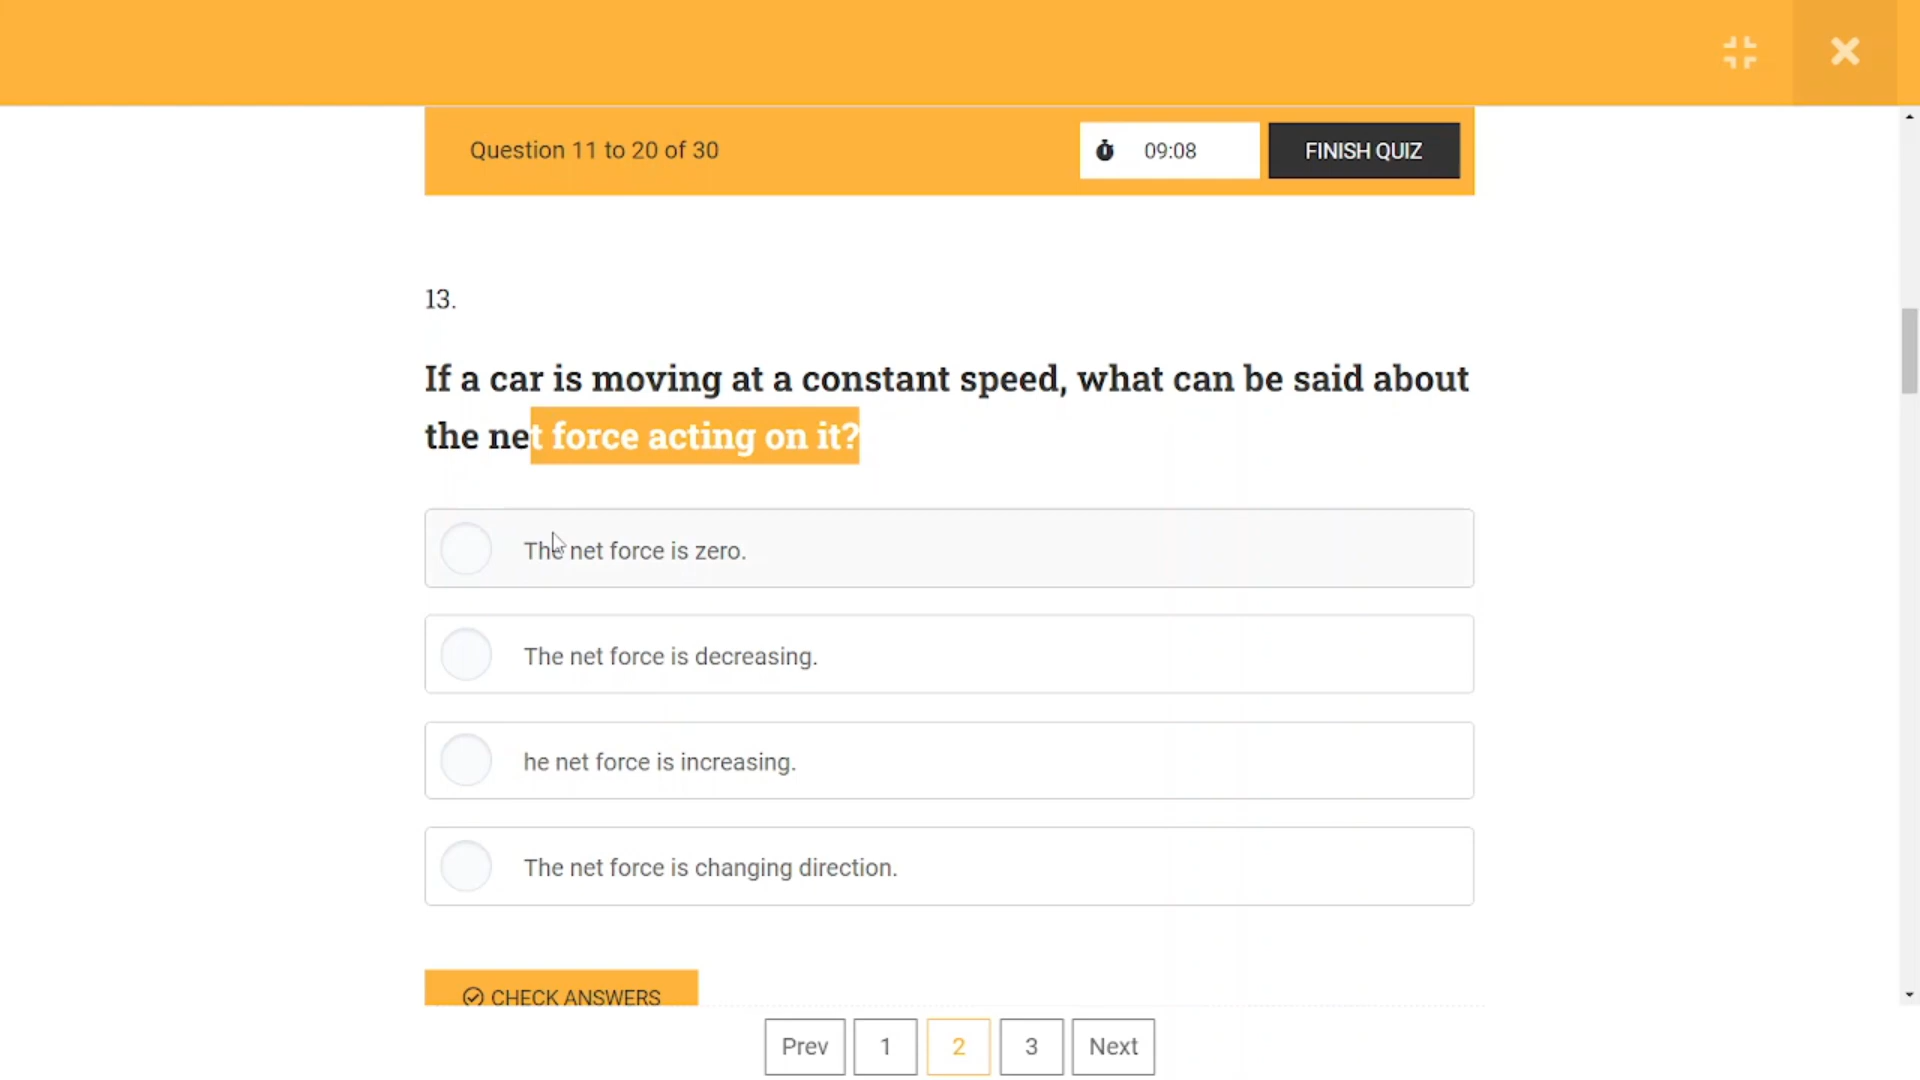 Question 11 to 20 of 30
09:08
FINISH QUIZ
13.
If a car is moving at a constant speed, what can be said about
the net force acting on it?
The net force is zero.
The net force is decreasing.
he net force is increasing.
The net force is changing direction.
CHECK ANSWERS
Prev 1 2 3 Next